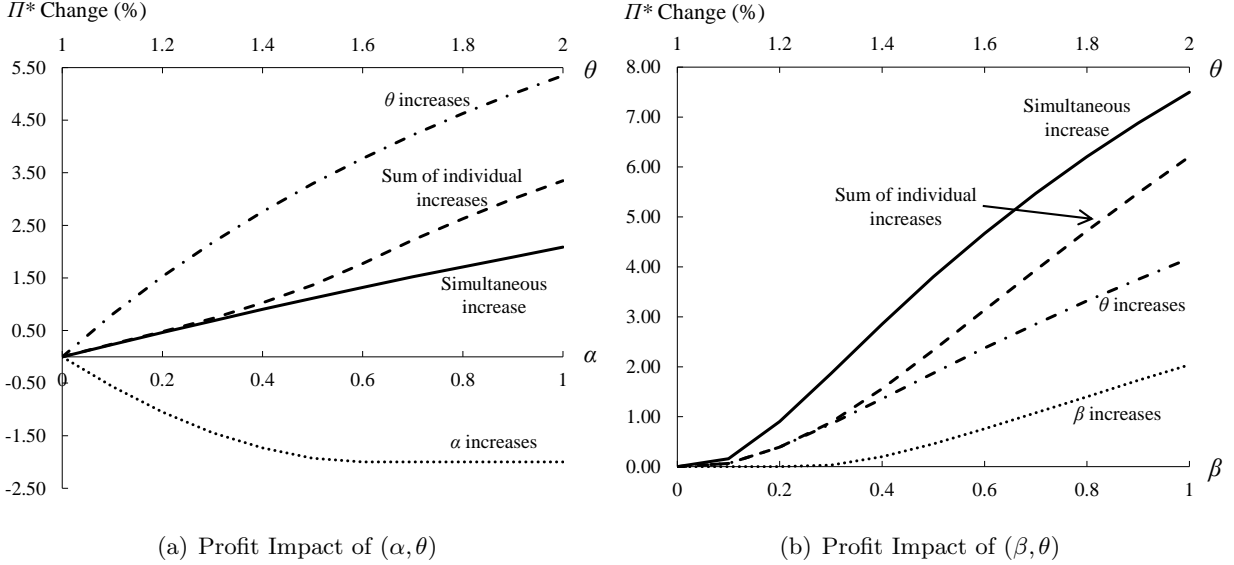 Π* Change (%)
1 1.2 1.4 1.6 1.8 2
θ
5.50
4.50
3.50
2.50
1.50
0.50
-0.50
-1.50
-2.50
θ increases
Sum of individual
increases
Simultaneous
increase
α
0 0.2 0.4 0.6 0.8 1
α increases
(a) Profit Impact of (α, θ)
Π* Change (%)
1 1.2 1.4 1.6 1.8 2
θ
8.00
7.00
6.00
5.00
4.00
3.00
2.00
1.00
0.00
Simultaneous
increase
Sum of individual
increases
θ increases
β increases
β
0 0.2 0.4 0.6 0.8 1
(b) Profit Impact of (β, θ)